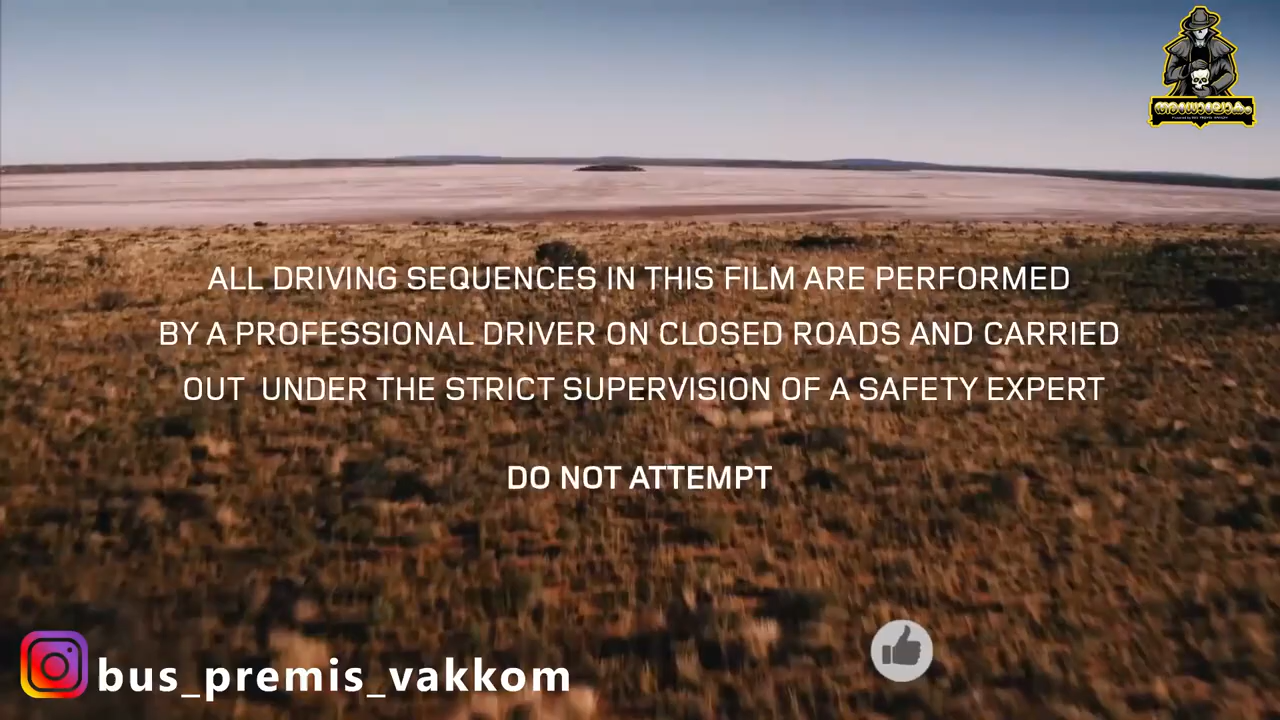 ALL DRIVING SEQUENCES IN THIS FILM ARE PERFORMED
BY A PROFESSIONAL DRIVER ON CLOSED ROADS AND CARRIED
OUT UNDER THE STRICT SUPERVISION OF A SAFETY EXPERT
DO NOT ATTEMPT
bus_premis_vakkom